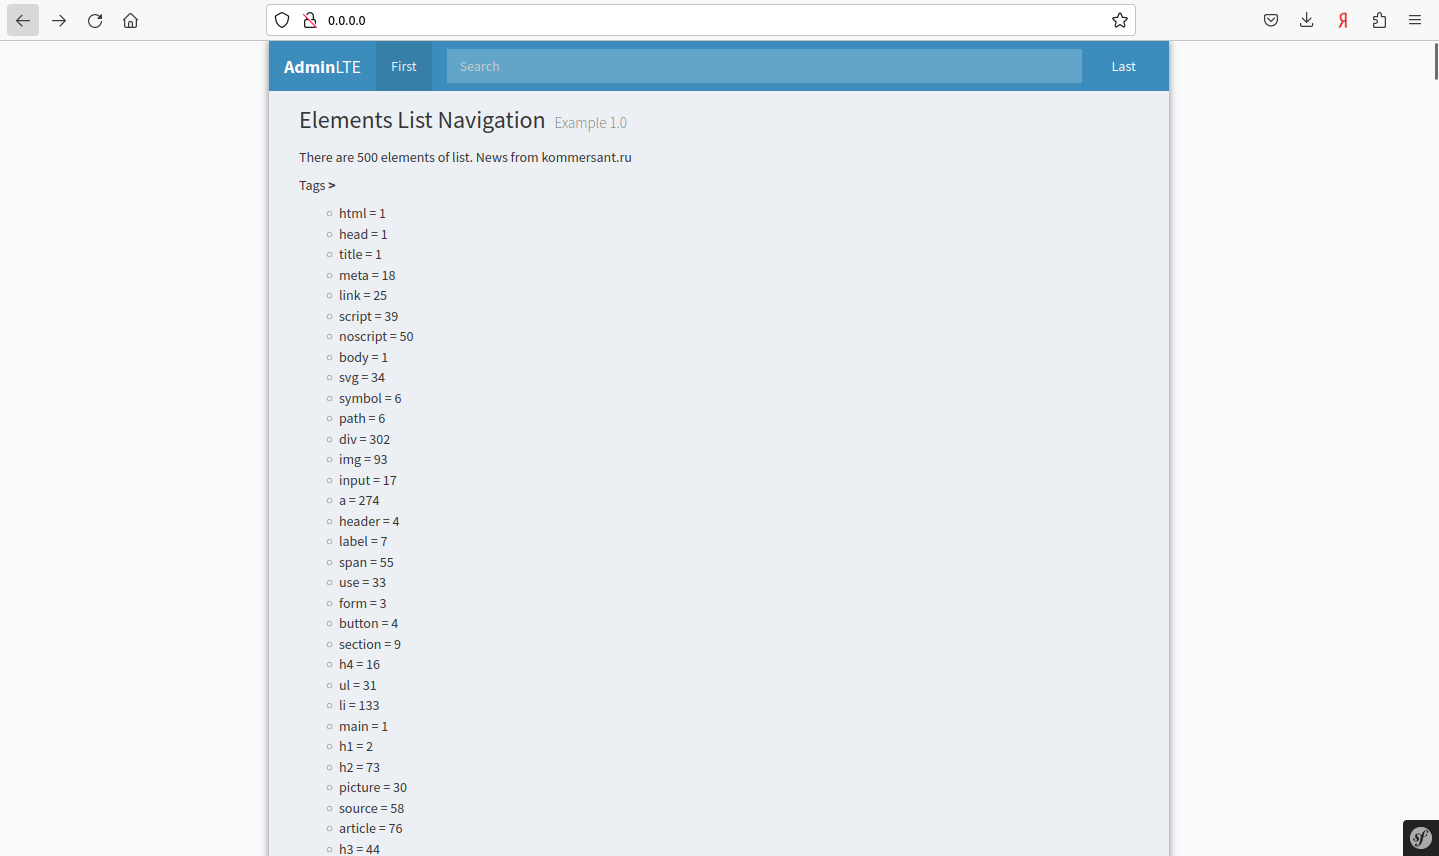 0.0.0.0
AdminLTE First Search Last
Elements List Navigation Example 1.0
There are 500 elements of list. News from kommersant.ru
Tags >
html = 1
head = 1
title = 1
meta = 18
link = 25
script = 39
noscript = 50
body = 1
svg = 34
symbol = 6
path = 6
div = 302
img = 93
input = 17
a = 274
header = 4
label = 7
span = 55
use = 33
form = 3
button = 4
section = 9
h4 = 16
ul = 31
li = 133
main = 1
h1 = 2
h2 = 73
picture = 30
source = 58
article = 76
h3 = 44
sf